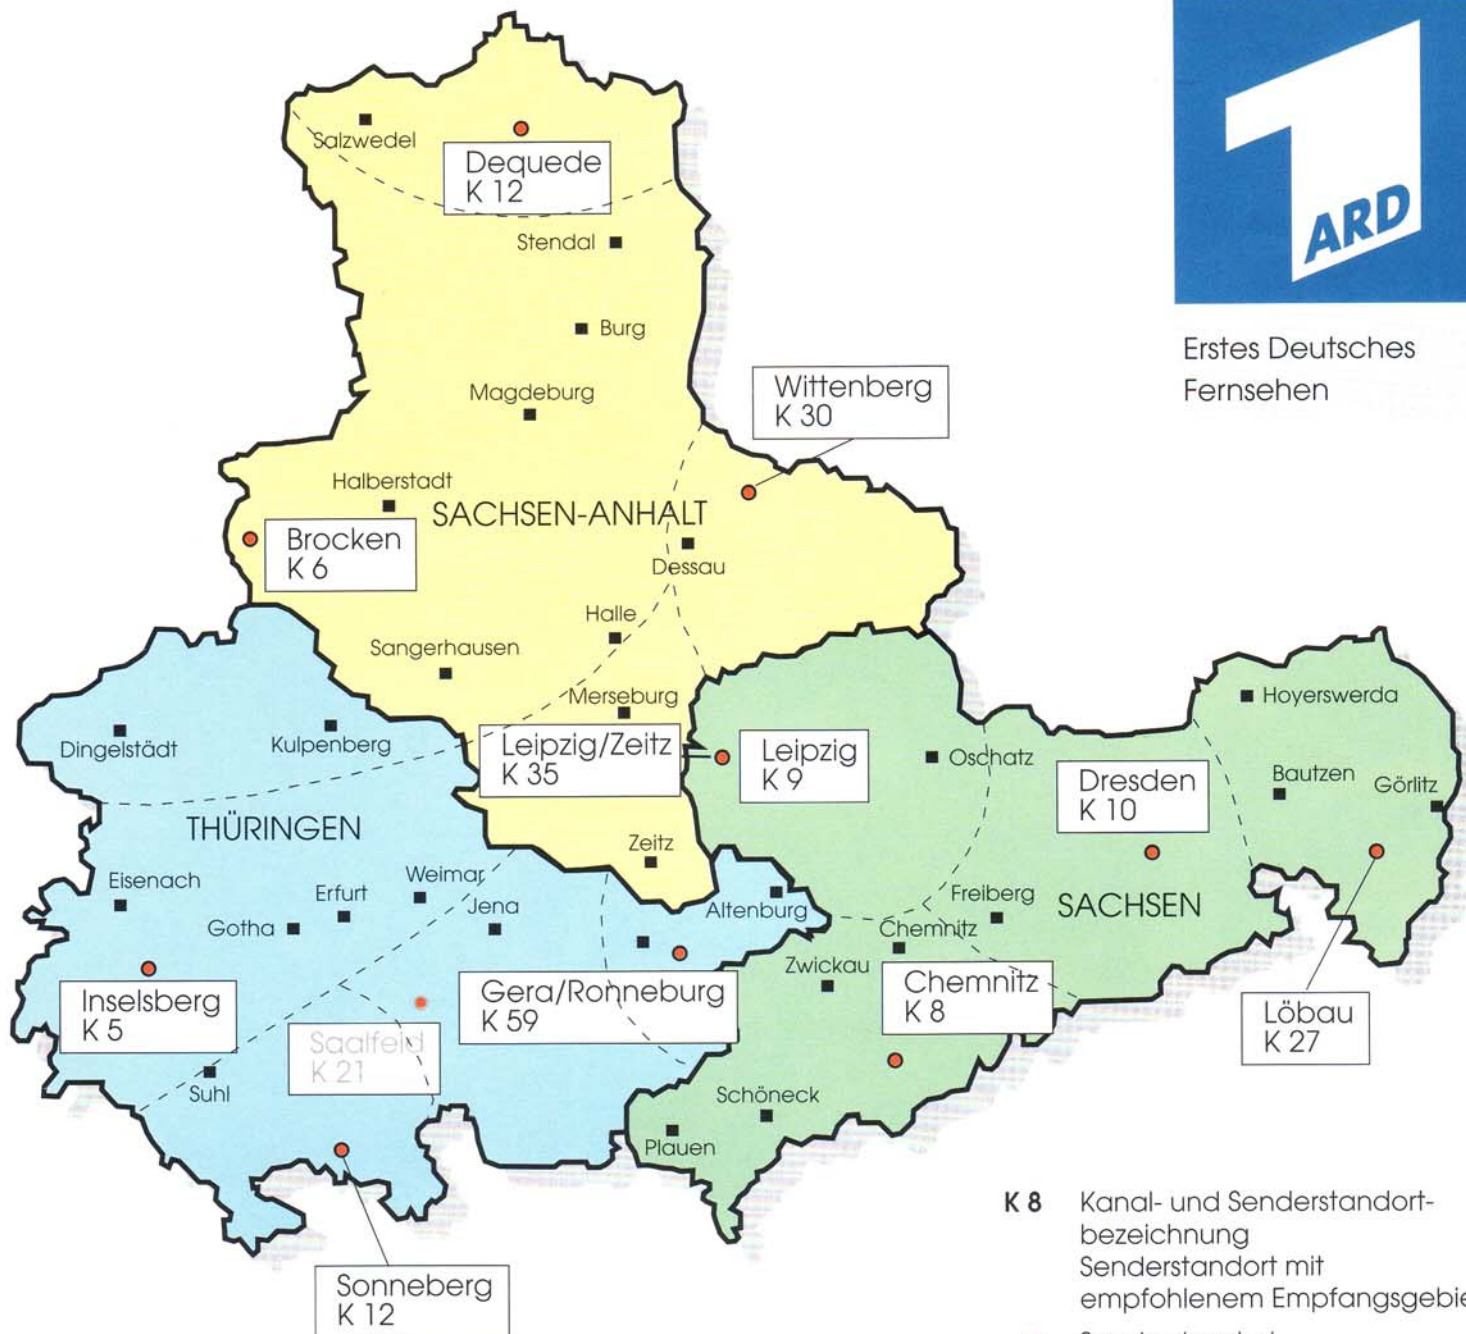 ARD
Erstes Deutsches
Fernsehen
Salzwedel
Dequede
K 12
Stendal
Burg
Magdeburg
Wittenberg
K 30
Halberstadt
SACHSEN-ANHALT
Brocken
K 6
Dessau
Halle
Sangerhausen
Merseburg
Hoyerswerda
Dingelstädt
Kulpenberg
Leipzig/Zeitz
K 35
Leipzig
K 9
Oschatz
Dresden
K 10
Bautzen
Görlitz
THÜRINGEN
Zeitz
Eisenach
Erfurt
Weimar
Gotha
Jena
Altenburg
Freiberg
SACHSEN
Chemnitz
Zwickau
Inselsberg
K 5
Gera/Ronneburg
K 59
Chemnitz
K 8
Löbau
K 27
Saalfeld
K 21
Suhl
Schöneck
Plauen
Sonneberg
K 12
K 8 Kanal- und Senderstandort-
bezeichnung
Senderstandort mit
empfohlenem Empfangsgebie